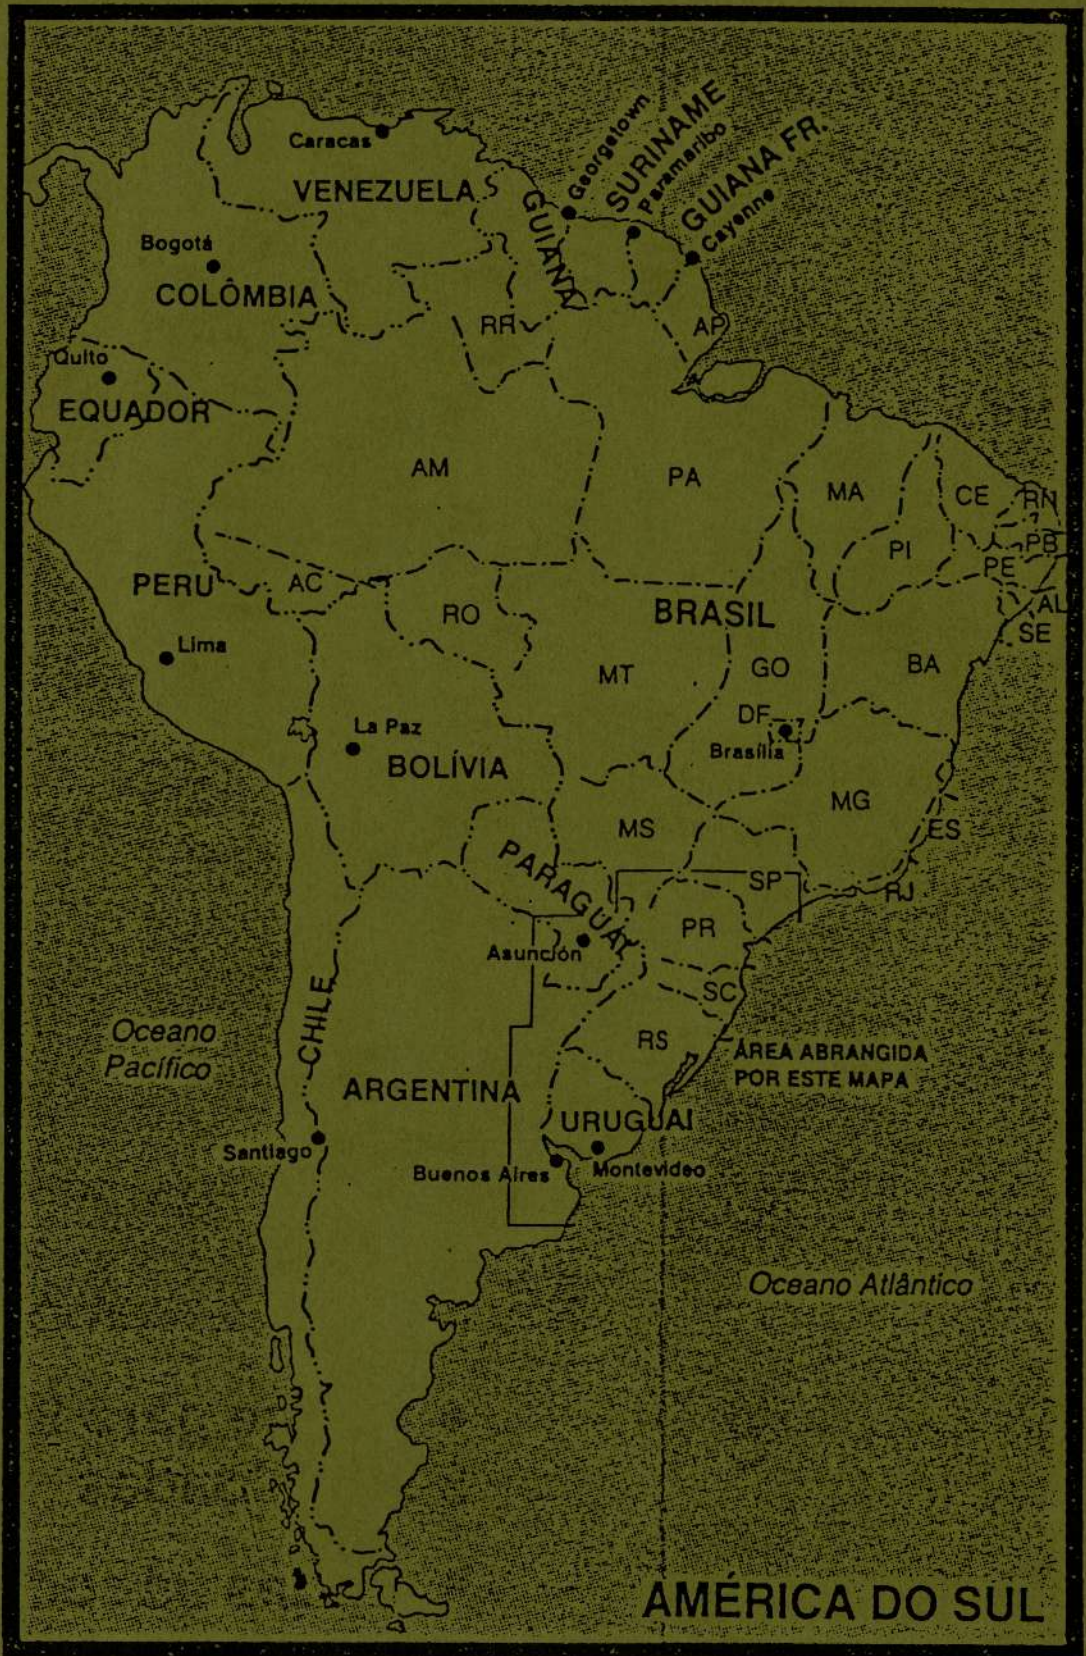 Caracas
VENEZUELA
GUIANA
Georgetown
SURINAME
Paramaribo
GUIANA FR.
Cayenne
Bogotá
COLÔMBIA
RR
AP
Quito
EQUADOR
AM
PA
MA
CE
RN
PI
PB
PE
PERU
AC
RO
BRASIL
AL
SE
Lima
MT
GO
BA
DF
Brasília
La Paz
BOLÍVIA
MG
MS
ES
PARAGUAI
SP
RJ
PR
Asunción
SC
CHILE
Oceano
Pacífico
RS
ÁREA ABRANGIDA
POR ESTE MAPA
ARGENTINA
URUGUAI
Santiago
Buenos Aires
Montevideo
Oceano Atlântico
AMÉRICA DO SUL